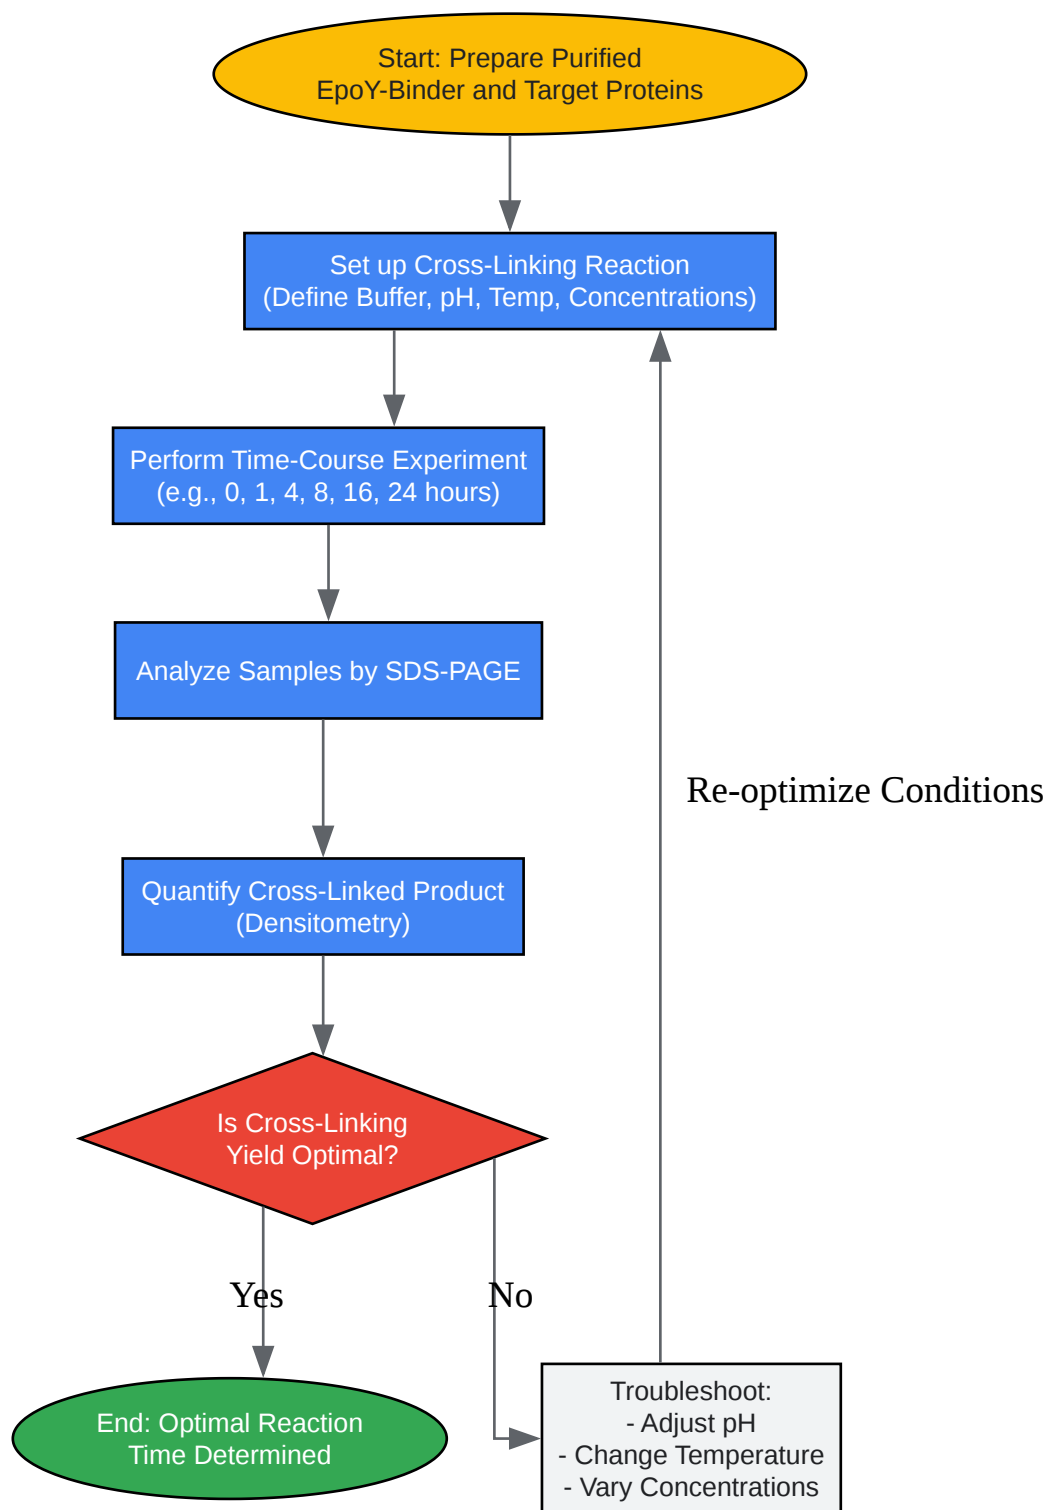 Start: Prepare Purified
EpoY-Binder and Target Proteins
Set up Cross-Linking Reaction
(Define Buffer, pH, Temp, Concentrations)
Perform Time-Course Experiment
(e.g., 0, 1, 4, 8, 16, 24 hours)
Analyze Samples by SDS-PAGE
Re-optimize Conditions
Quantify Cross-Linked Product
(Densitometry)
Is Cross-Linking
Yield Optimal?
Yes
No
End: Optimal Reaction
Time Determined
Troubleshoot:
- Adjust pH
- Change Temperature
- Vary Concentrations